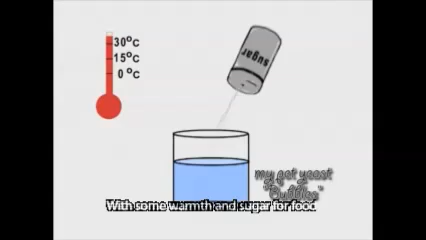 30°C
15°C
0°C
sugar
my pet yeast
"Bubbles"
With some warmth and sugar for food